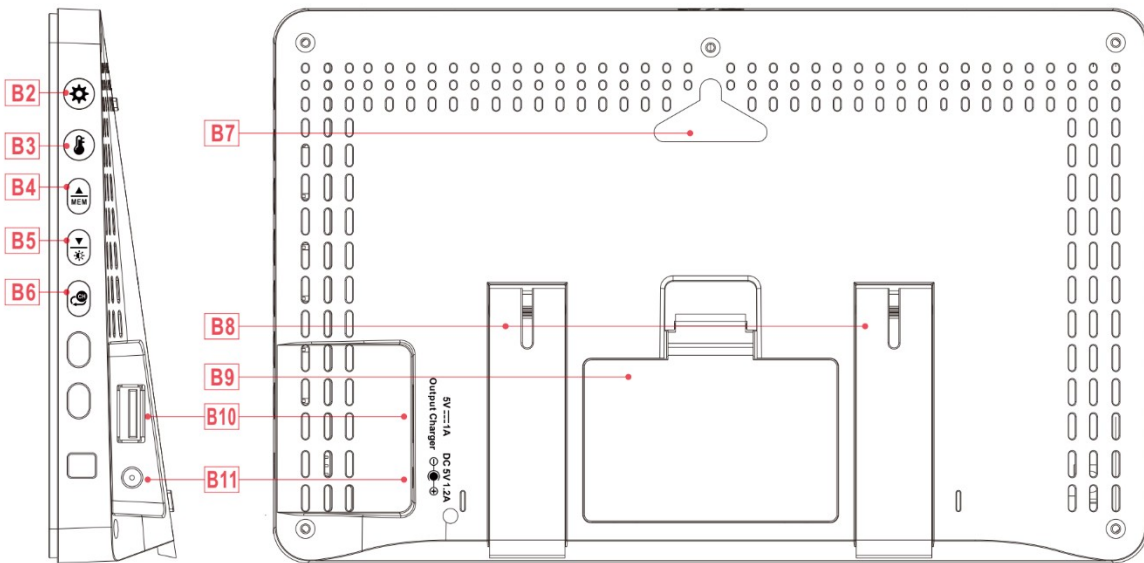 B2
B3
B4
MEM
B5
B6
B7
B8
B9
B10
B11
5V⎓1A
Output Charger
DC 5V 1.2A